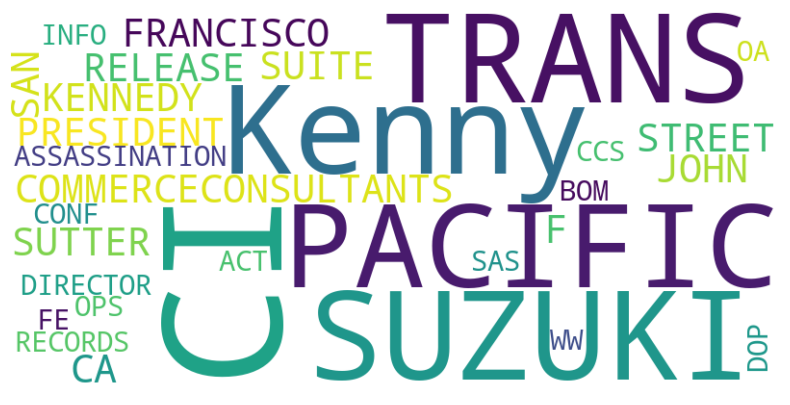 INFO FRANCISCO TRANS
OA
SAN RELEASE SUITE
KENNEDY Kenny
PRESIDENT STREET
ASSASSINATION CCS JOHN
COMMERCECONSULTANTS BOM
CONF CI PACIFIC
SUTTER F
ACT SAS
DIRECTOR SUZUKI
OPS
FE WW DOP
RECORDS
CA